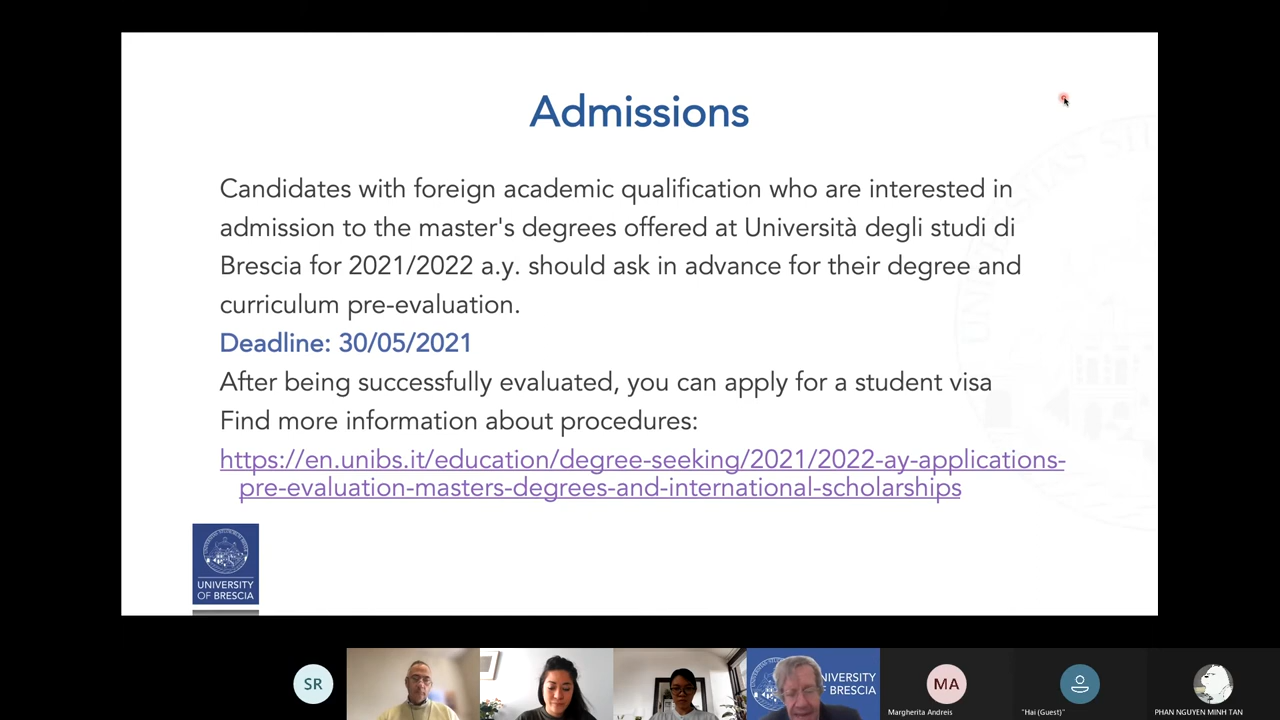 Admissions
Candidates with foreign academic qualification who are interested in
admission to the master's degrees offered at Università degli studi di
Brescia for 2021/2022 a.y. should ask in advance for their degree and
curriculum pre-evaluation.
Deadline: 30/05/2021
After being successfully evaluated, you can apply for a student visa
Find more information about procedures:
https://en.unibs.it/education/degree-seeking/2021/2022-ay-applications-
pre-evaluation-masters-degrees-and-international-scholarships
UNIVERSITY
OF BRESCIA
SR
NIVERSITY
OF BRESCIA
MA
Margherita Andreis
"Hai (Guest)"
PHAN NGUYEN MINH TAN